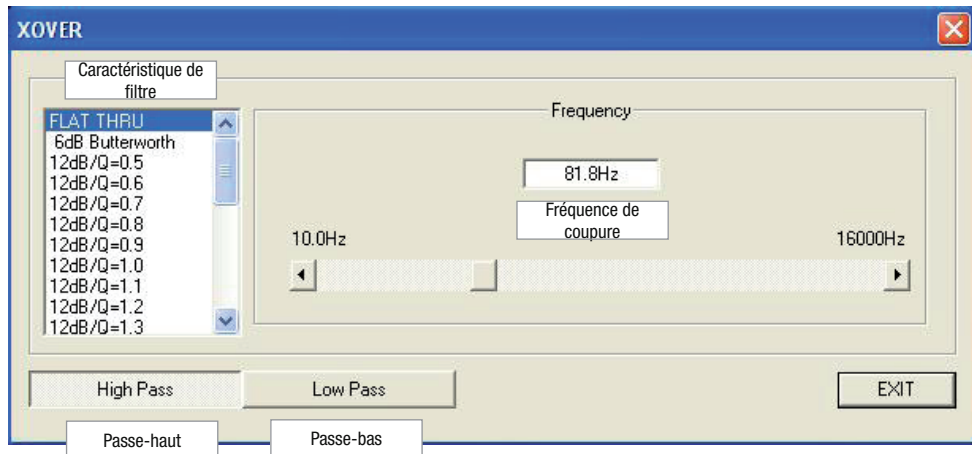 XOVER
Caractéristique de
filtre
FLAT THRU
6dB Butterworth
12dB/Q=0.5
12dB/Q=0.6
12dB/Q=0.7
12dB/Q=0.8
12dB/Q=0.9
12dB/Q=1.0
12dB/Q=1.1
12dB/Q=1.2
12dB/Q=1.3
Frequency
81.8Hz
Fréquence de
coupure
10.0Hz
16000Hz
High Pass
Low Pass
EXIT
Passe-haut
Passe-bas